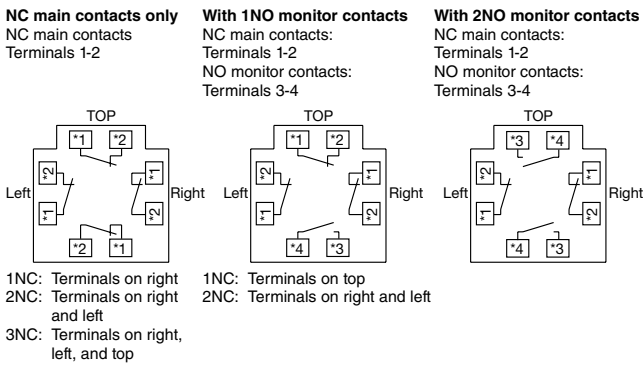 NC main contacts only
NC main contacts
Terminals 1-2
With 1NO monitor contacts
NC main contacts:
Terminals 1-2
NO monitor contacts:
Terminals 3-4
With 2NO monitor contacts
NC main contacts:
Terminals 1-2
NO monitor contacts:
Terminals 3-4
TOP
*1 *2
*2 *1
Left Right
*1 *2
*2 *1
TOP
*1 *2
*2 *1
Left Right
*1 *2
*4 *3
TOP
*3 *4
*2 *1
Left Right
*1 *2
*4 *3
1NC: Terminals on right
2NC: Terminals on right
and left
3NC: Terminals on right,
left, and top
1NC: Terminals on top
2NC: Terminals on right and left